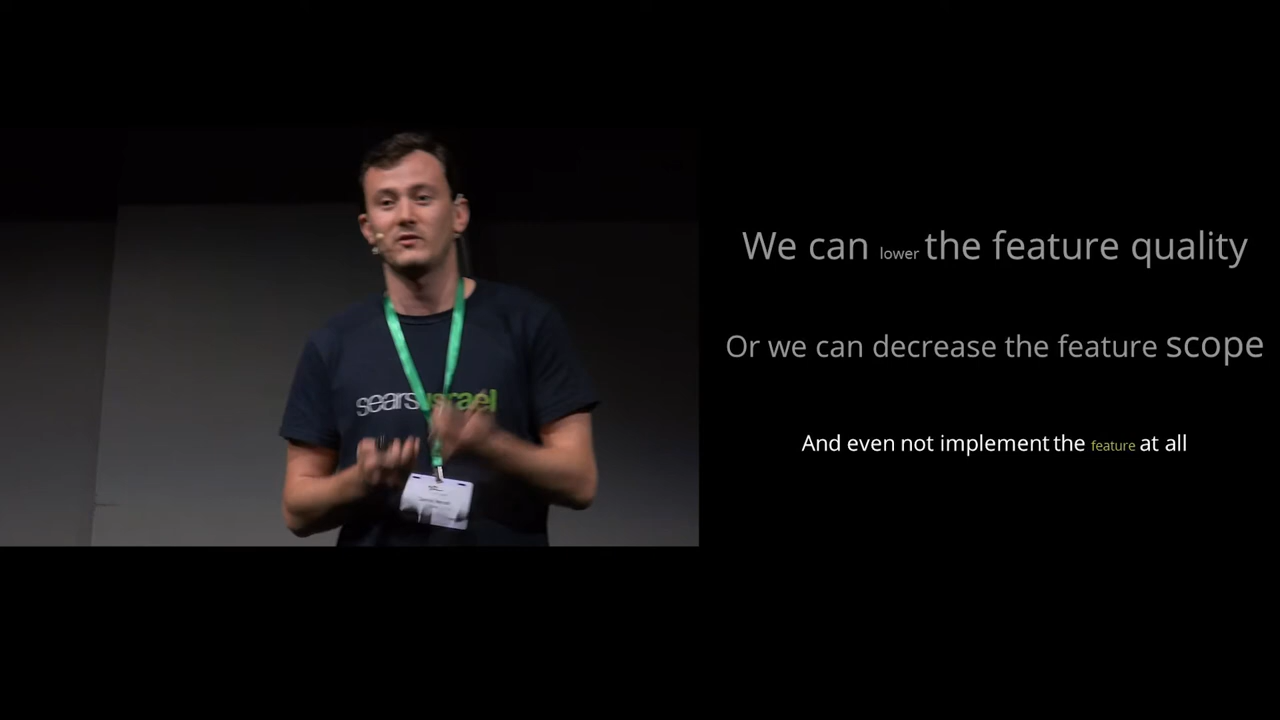 We can lower the feature quality
Or we can decrease the feature scope
And even not implement the feature at all
searsisrael